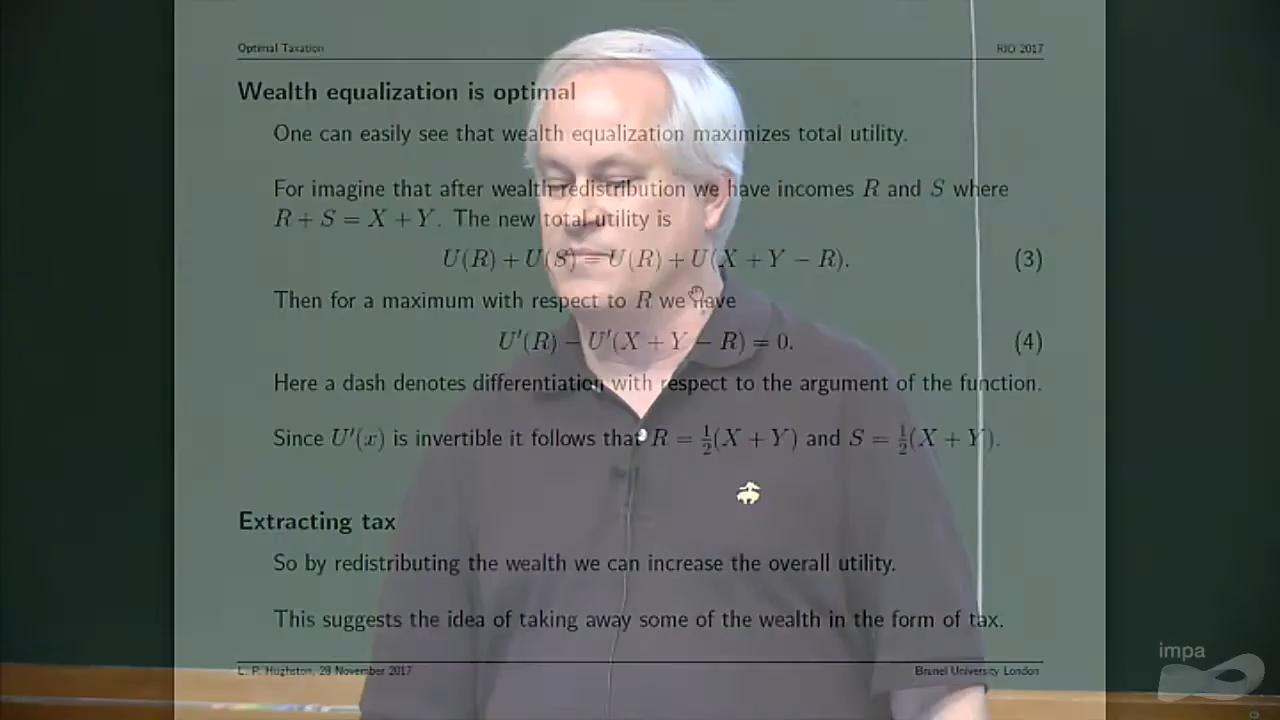 Optimal Taxation - 7 - RIO 2017
Wealth equalization is optimal
One can easily see that wealth equalization maximizes total utility.
For imagine that after wealth redistribution we have incomes R and S where
R + S = X + Y. The new total utility is
U(R) + U(S) = U(R) + U(X + Y − R). (3)
Then for a maximum with respect to R we have
U′(R) − U′(X + Y − R) = 0. (4)
Here a dash denotes differentiation with respect to the argument of the function.
Since U′(x) is invertible it follows that R = ½(X + Y) and S = ½(X + Y).
Extracting tax
So by redistributing the wealth we can increase the overall utility.
This suggests the idea of taking away some of the wealth in the form of tax.
L. P. Hughston, 28 November 2017 Brunel University London
impa